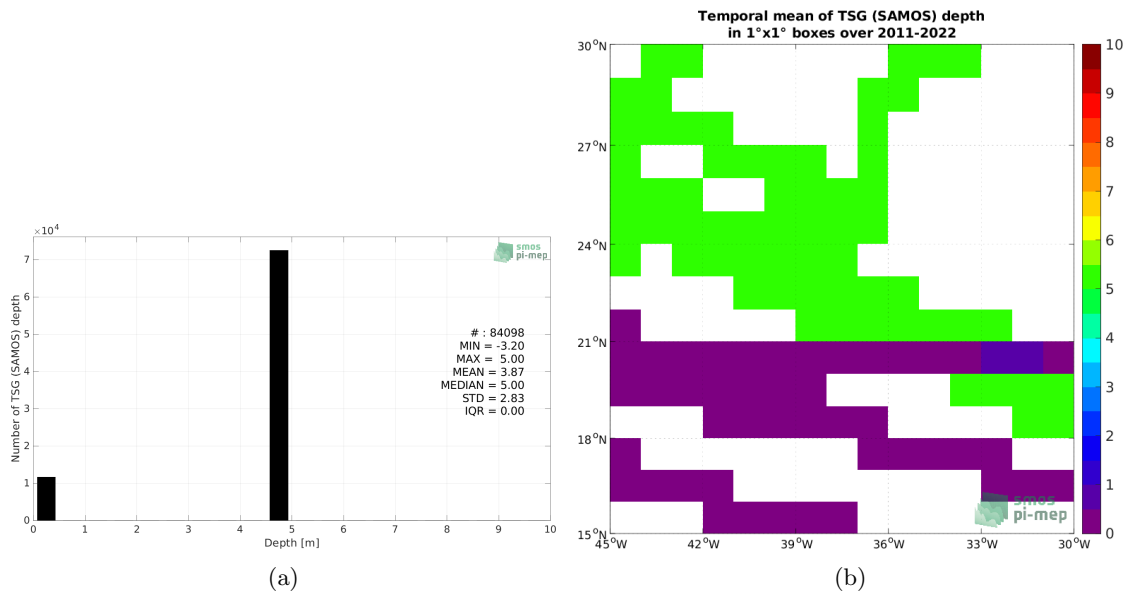 ×10⁴
7
6
5
4
3
2
1
0
Number of TSG (SAMOS) depth
smos
pi-mep
# : 84098
MIN = -3.20
MAX = 5.00
MEAN = 3.87
MEDIAN = 5.00
STD = 2.83
IQR = 0.00
0 1 2 3 4 5 6 7 8 9 10
Depth [m]
(a)
Temporal mean of TSG (SAMOS) depth
in 1°x1° boxes over 2011-2022
30°N
27°N
24°N
21°N
18°N
15°N
45°W 42°W 39°W 36°W 33°W 30°W
smos
pi-mep
10
9
8
7
6
5
4
3
2
1
0
(b)